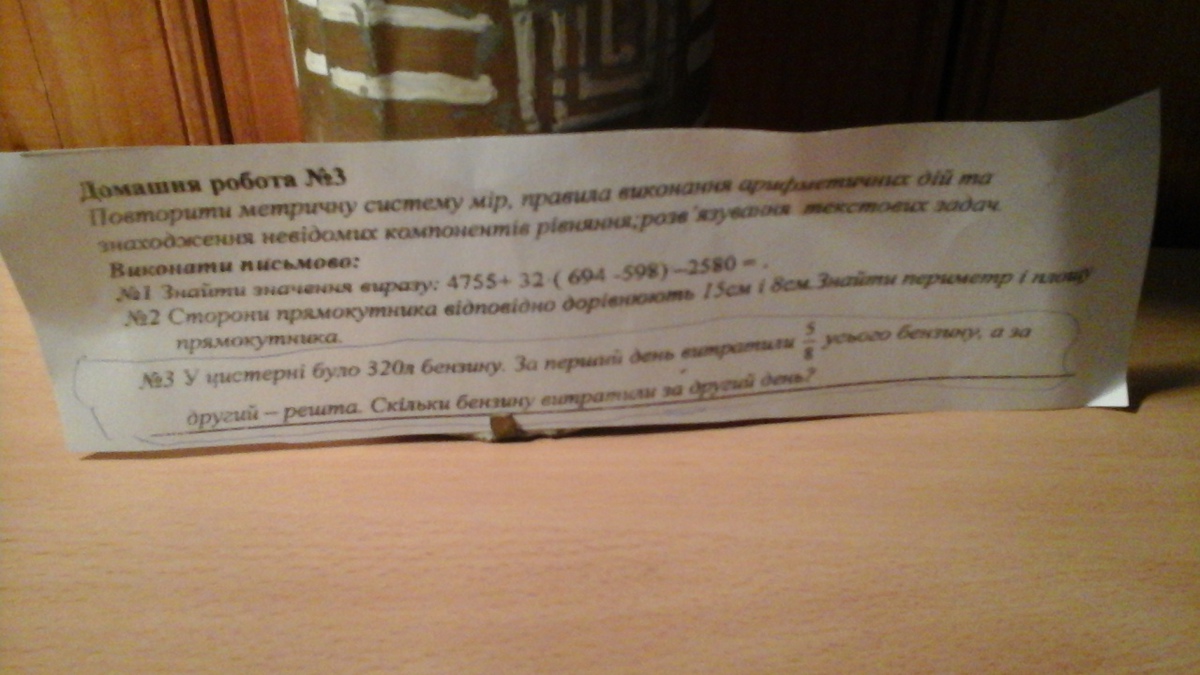 Домашня робота №3
Повторити метричну систему мір, правила виконання арифметичних дій та
знаходження невідомих компонентів рівняння;розв'язування текстових задач.
Виконати письмово:
№1 Знайти значення виразу: 4755+ 32·( 694 -598) –2580 = .
№2 Сторони прямокутника відповідно дорівнюють 15см і 8см.Знайти периметр і площу
прямокутника.
№3 У цистерні було 320л бензину. За перший день витратили 5/8 усього бензину, а за
другий – решта. Скільки бензину витратили за другий день?